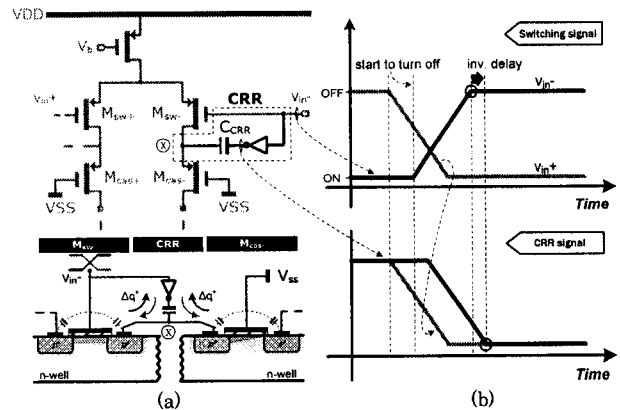 VDD
V_b
V_in+
M_sw+
M_sw-
CRR
V_in-
C_CRR
X
M_cas+
M_cas-
VSS
VSS
M_sw-
CRR
M_cas-
V_in-
Δq+
Δq+
V_ss
X
n-well
n-well
(a)
Switching signal
start to turn off
inv. delay
OFF
V_in-
V_in+
ON
Time
CRR signal
Time
(b)